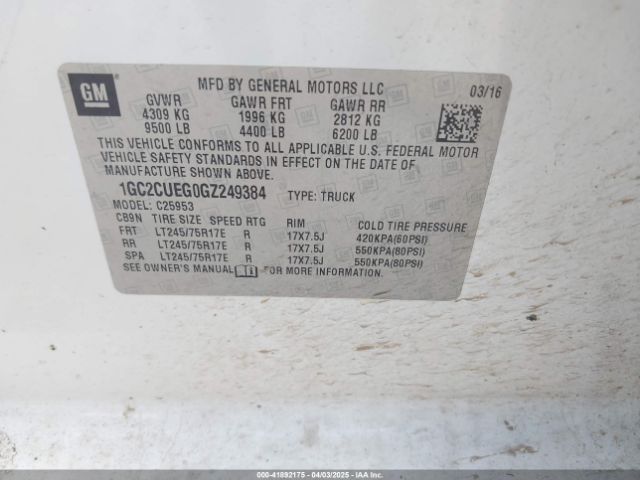 GM
MFD BY GENERAL MOTORS LLC 03/16
GVWR GAWR FRT GAWR RR
4309 KG 1996 KG 2812 KG
9500 LB 4400 LB 6200 LB
THIS VEHICLE CONFORMS TO ALL APPLICABLE U.S. FEDERAL MOTOR
VEHICLE SAFETY STANDARDS IN EFFECT ON THE DATE OF
MANUFACTURE SHOWN ABOVE.
1GC2CUEG0GZ249384 TYPE: TRUCK
MODEL: C25953
CB9N TIRE SIZE SPEED RTG RIM COLD TIRE PRESSURE
FRT LT245/75R17E R 17X7.5J 420KPA(60PSI)
RR LT245/75R17E R 17X7.5J 550KPA(80PSI)
SPA LT245/75R17E R 17X7.5J 550KPA(80PSI)
SEE OWNER'S MANUAL FOR MORE INFORMATION.
000-41892175 - 04/03/2025 - IAAI.COM